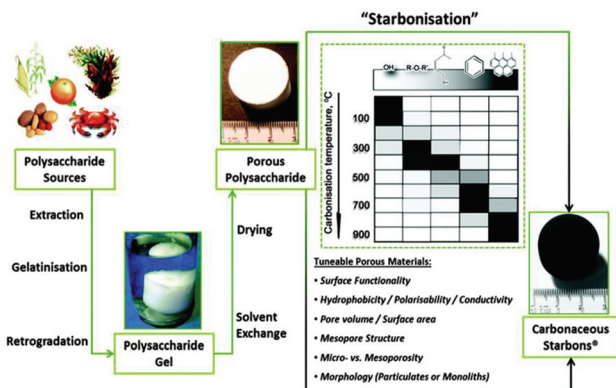 "Starbonisation"
OH
R-O-R'
Carbonisation temperature, ºC
100
300
500
700
900
Polysaccharide
Sources
Extraction
Gelatinisation
Retrogradation
Polysaccharide
Gel
Porous
Polysaccharide
Drying
Solvent
Exchange
Tuneable Porous Materials:
• Surface Functionality
• Hydrophobicity / Polarisability / Conductivity
• Pore volume / Surface area
• Mesopore Structure
• Micro- vs. Mesoporosity
• Morphology (Particulates or Monoliths)
Carbonaceous
Starbons®